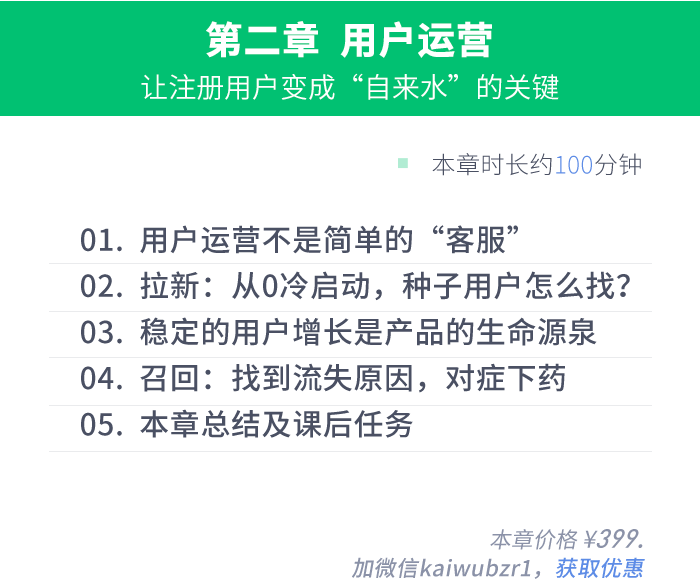 第二章 用户运营
让注册用户变成“自来水”的关键
本章时长约100分钟
01. 用户运营不是简单的“客服”
02. 拉新：从0冷启动，种子用户怎么找？
03. 稳定的用户增长是产品的生命源泉
04. 召回：找到流失原因，对症下药
05. 本章总结及课后任务
本章价格 ¥399.
加微信kaiwubzr1，获取优惠